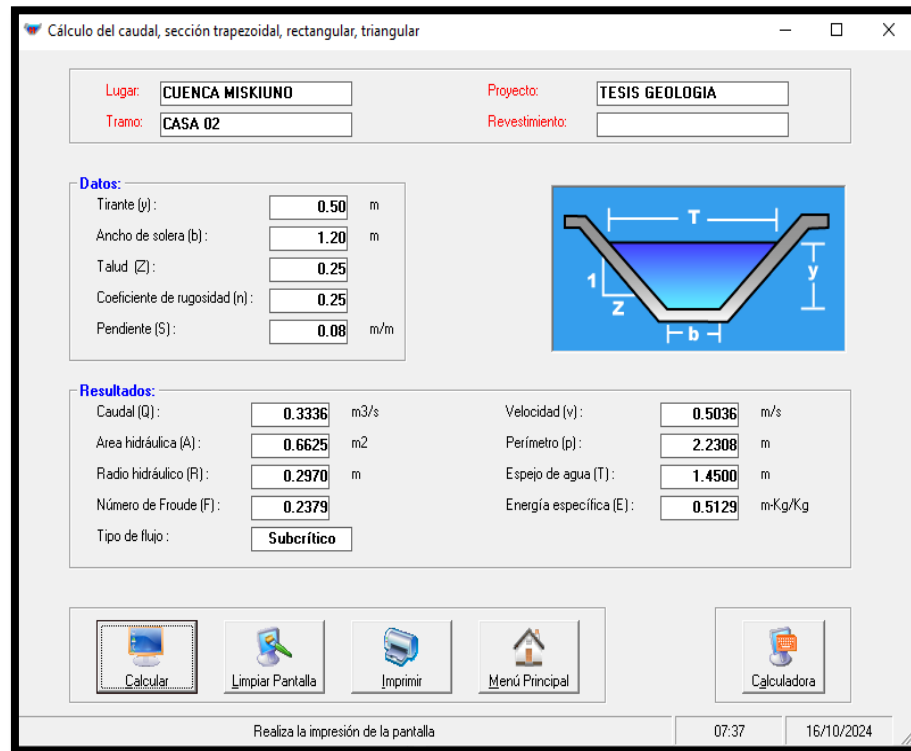 Cálculo del caudal, sección trapezoidal, rectangular, triangular
Lugar: CUENCA MISKIUNO Proyecto: TESIS GEOLOGIA
Tramo: CASA 02 Revestimiento:
Datos:
Tirante (y) : 0.50 m
Ancho de solera (b) : 1.20 m
Talud (Z) : 0.25
Coeficiente de rugosidad (n) : 0.25
Pendiente (S) : 0.08 m/m
T
y
1
Z
b
Resultados:
Caudal (Q) : 0.3336 m3/s Velocidad (v) : 0.5036 m/s
Area hidráulica (A) : 0.6625 m2 Perímetro (p) : 2.2308 m
Radio hidráulico (R) : 0.2970 m Espejo de agua (T) : 1.4500 m
Número de Froude (F) : 0.2379 Energía específica (E) : 0.5129 m-Kg/Kg
Tipo de flujo : Subcrítico
Calcular Limpiar Pantalla Imprimir Menú Principal Calculadora
Realiza la impresión de la pantalla 07:37 16/10/2024